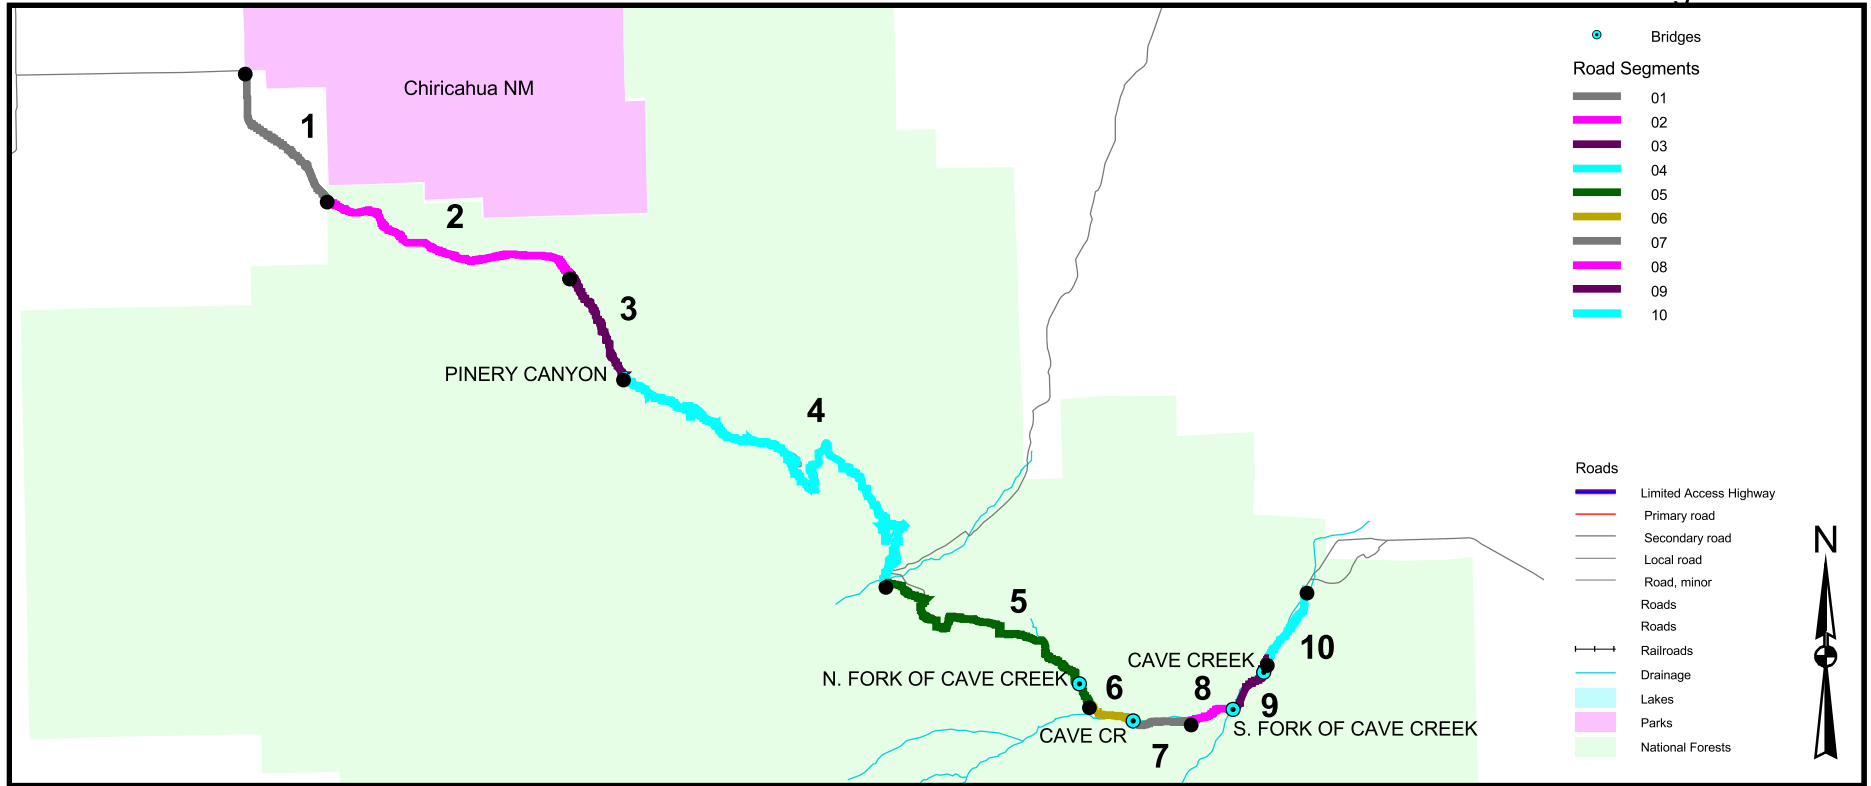 Chiricahua NM
1
2
3
PINERY CANYON
4
5
N. FORK OF CAVE CREEK
6
CAVE CR
7
8
CAVE CREEK
9
S. FORK OF CAVE CREEK
10
Bridges
Road Segments
01
02
03
04
05
06
07
08
09
10
Roads
Limited Access Highway
Primary road
Secondary road
Local road
Road, minor
Roads
Roads
Railroads
Drainage
Lakes
Parks
National Forests
N